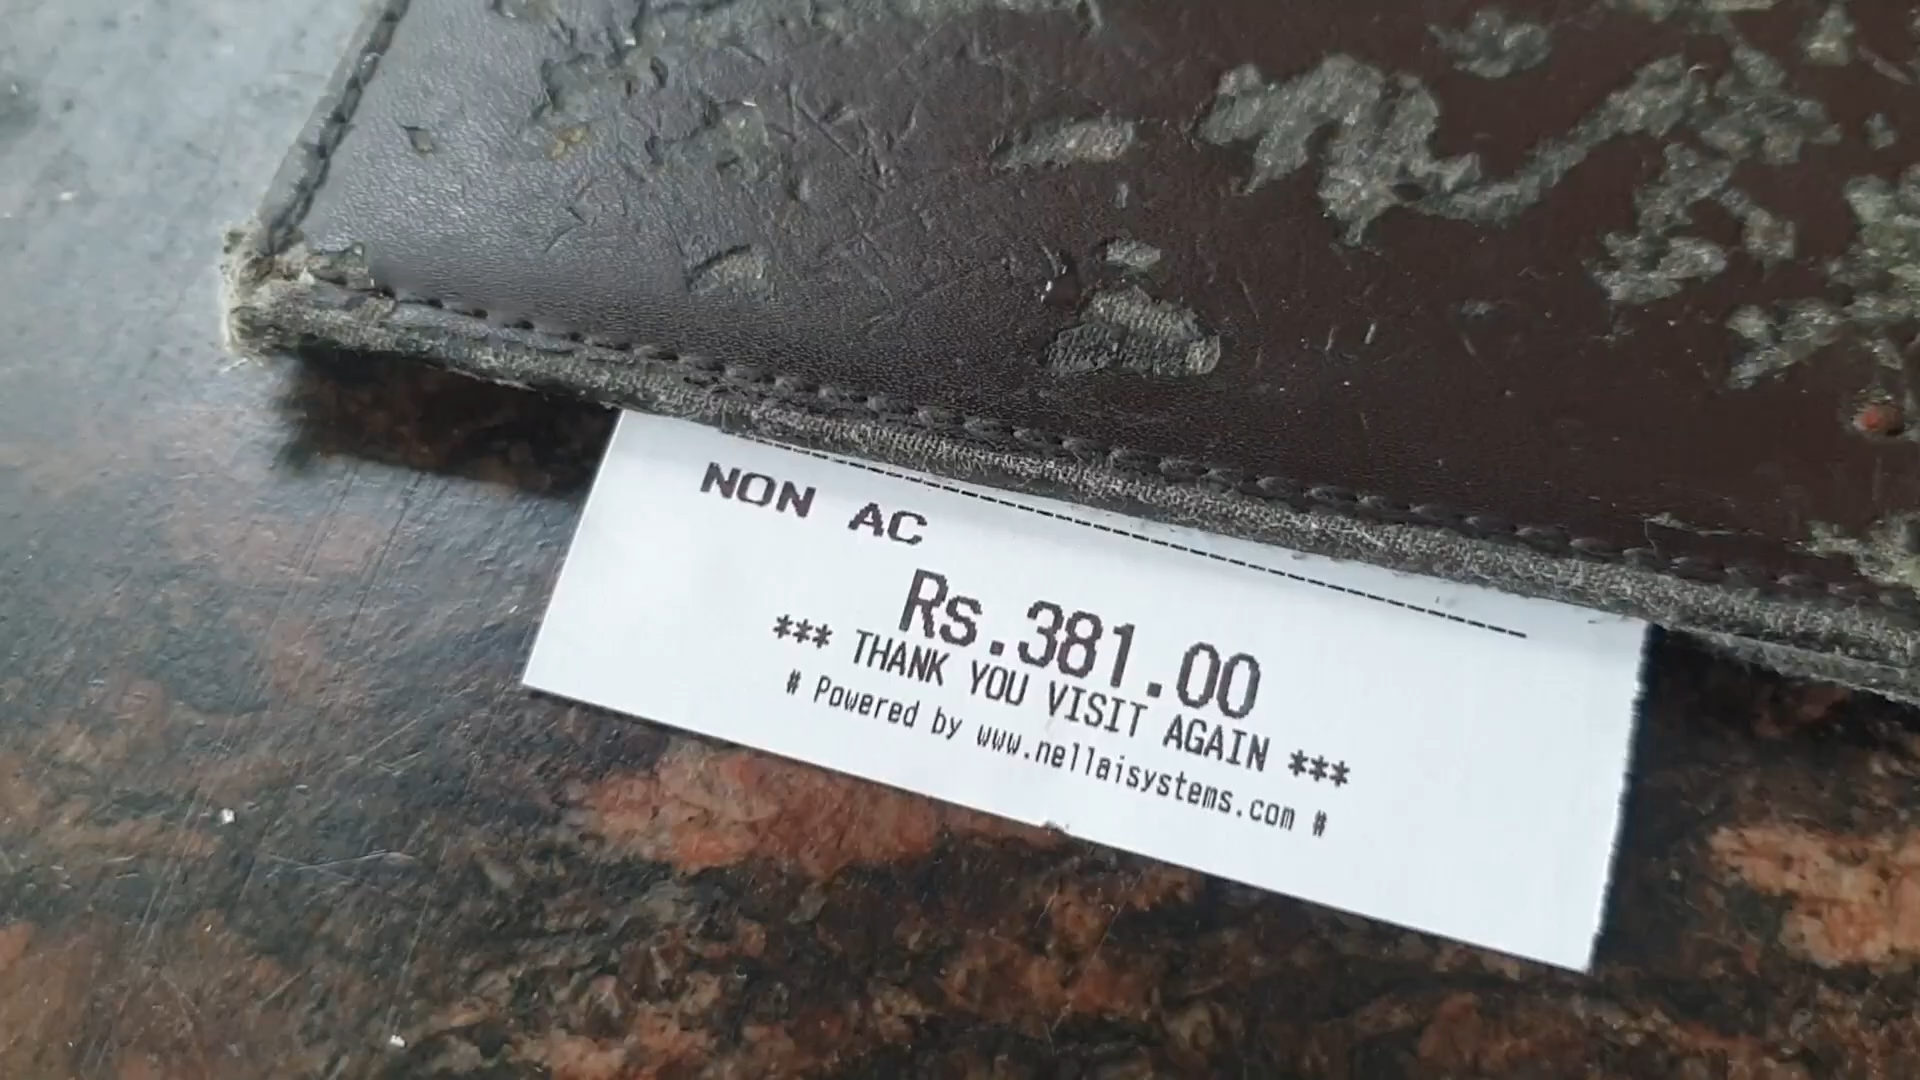 NON AC
Rs.381.00
*** THANK YOU VISIT AGAIN ***
# Powered by www.nellaisystems.com #